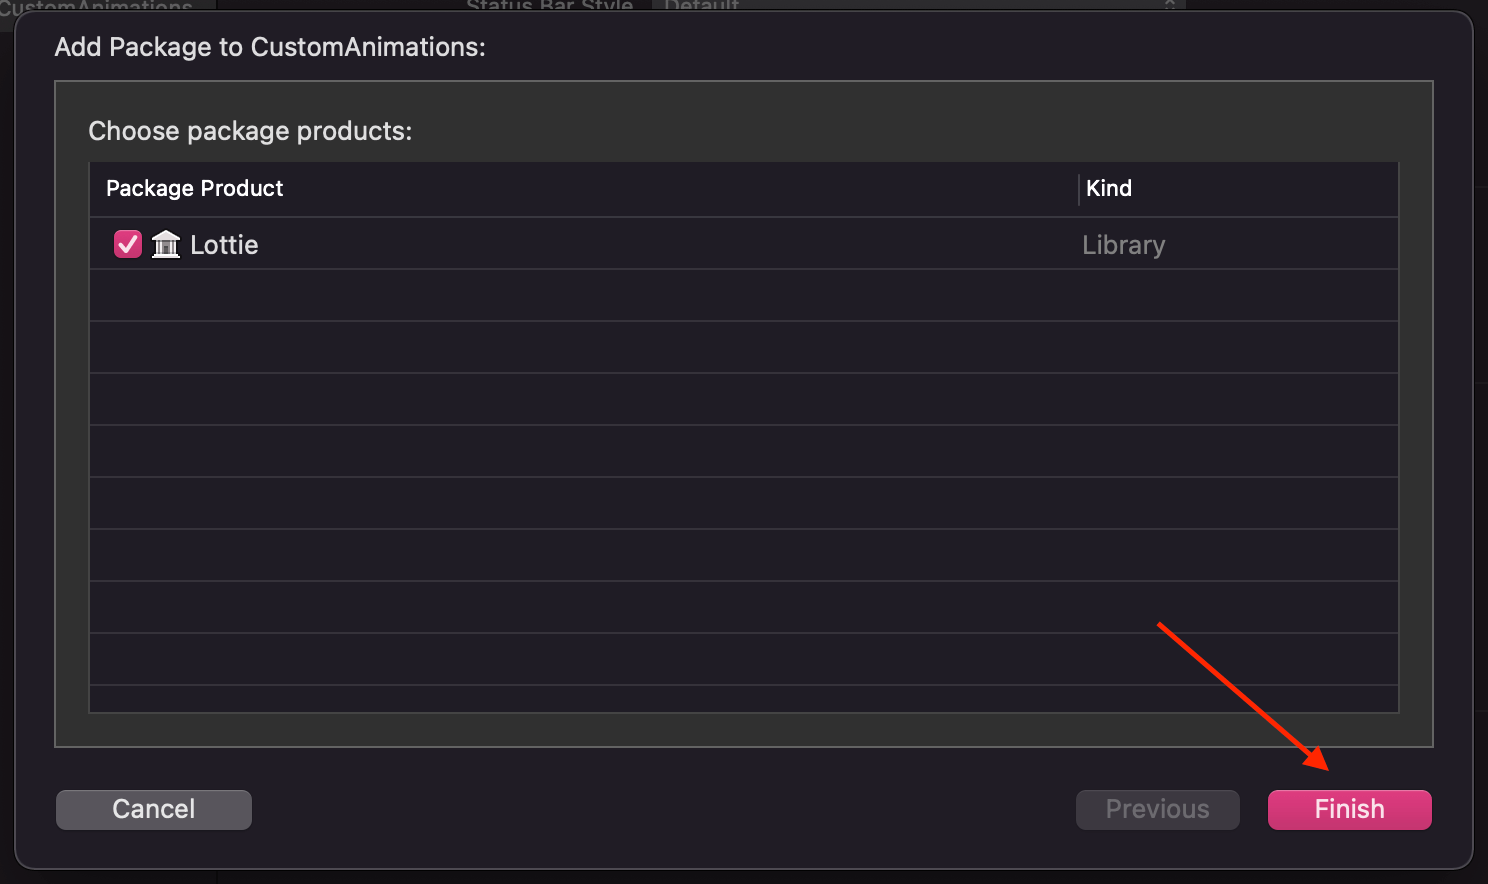 CustomAnimations
Status Bar Style Default
Add Package to CustomAnimations:
Choose package products:
Package Product Kind
Lottie Library
Cancel Previous Finish